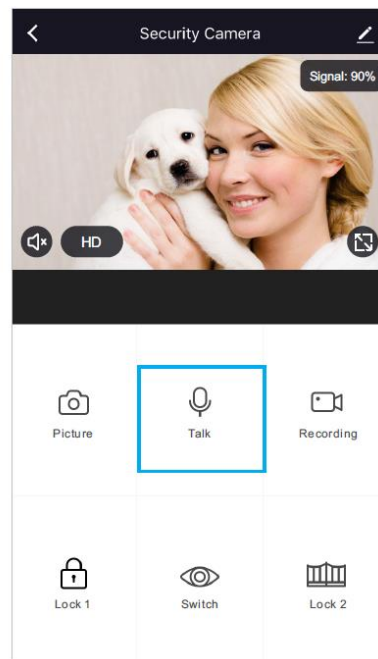 Security Camera
Signal: 90%
HD
Picture
Talk
Recording
Lock 1
Switch
Lock 2